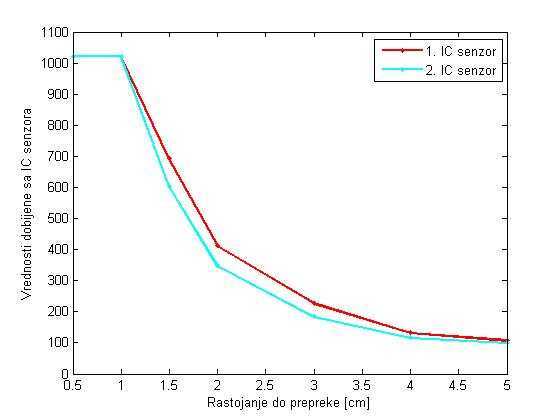 1100
1000
900
800
700
600
500
400
300
200
100
0
Vrednosti dobijene sa IC senzora
1. IC senzor
2. IC senzor
0.5 1 1.5 2 2.5 3 3.5 4 4.5 5
Rastojanje do prepreke [cm]